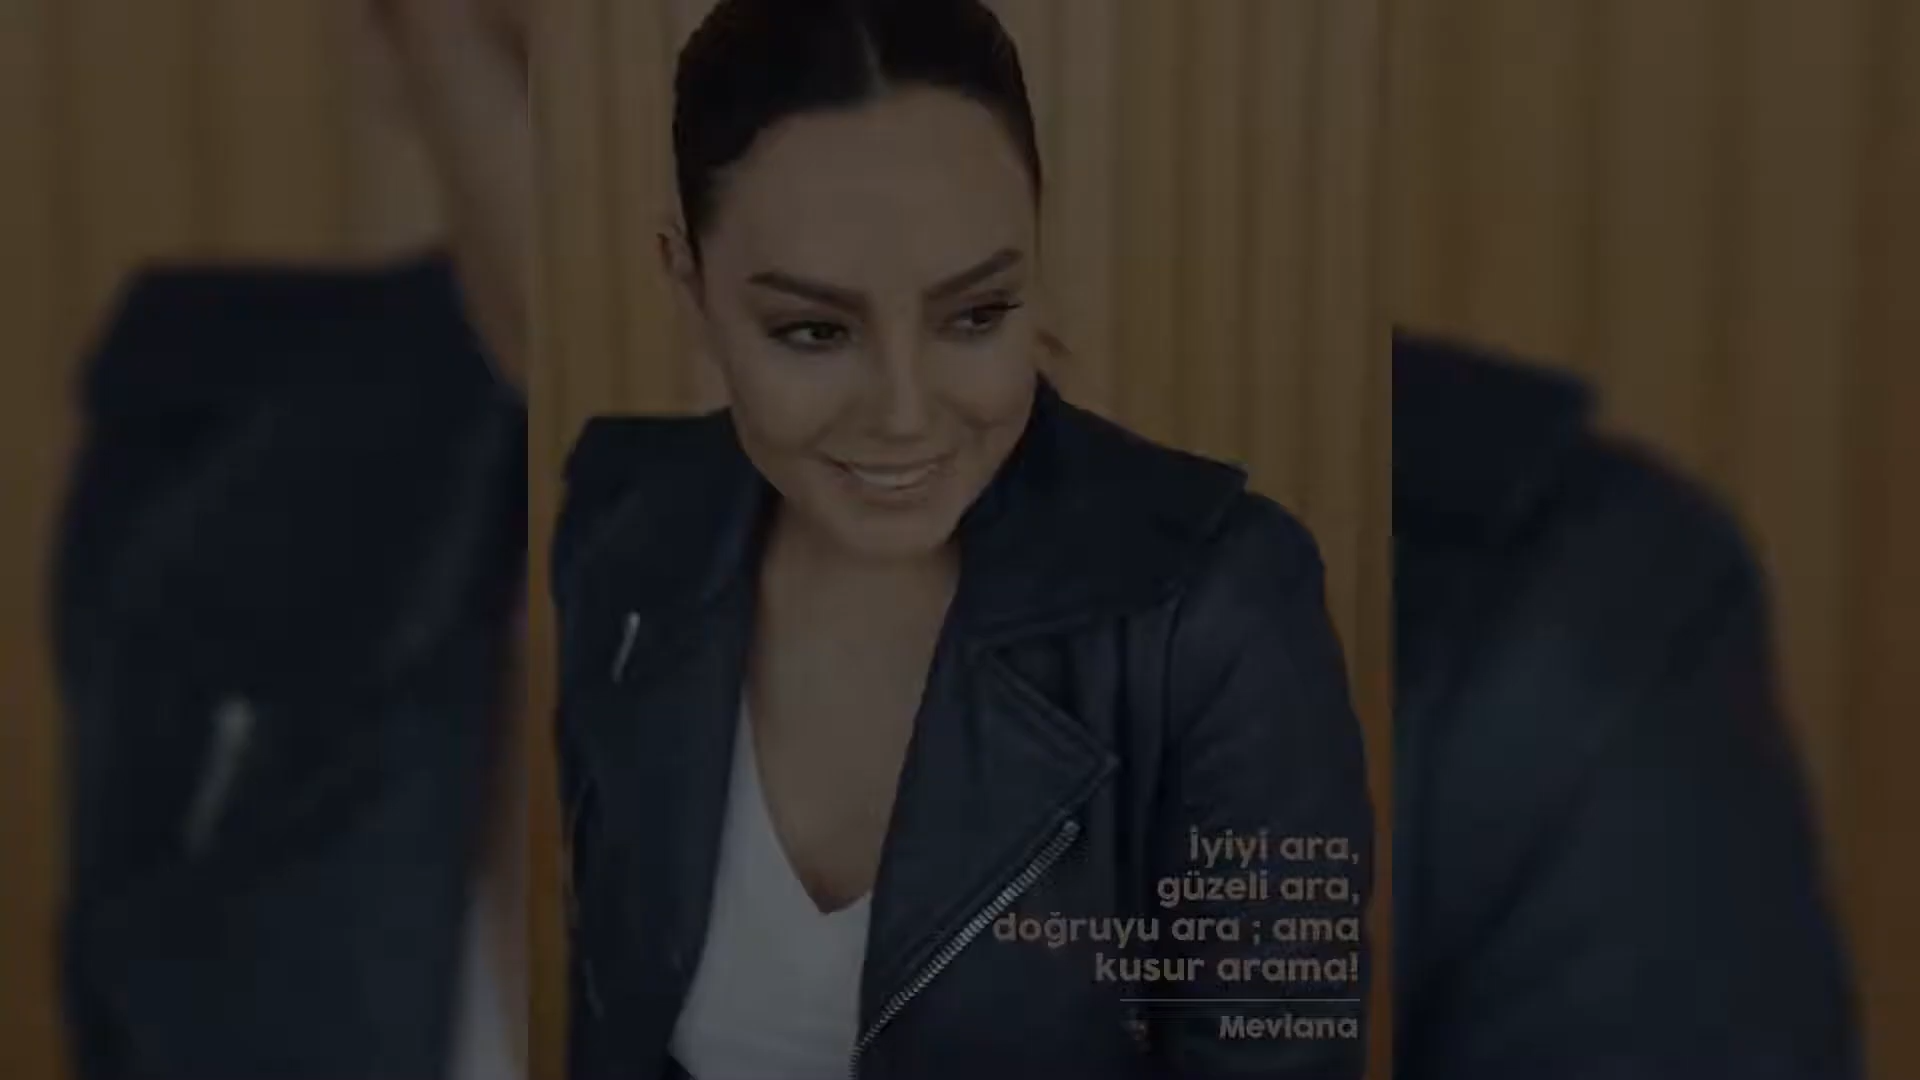 İyiyi ara,
güzeli ara,
doğruyu ara ; ama
kusur arama!
Mevlana